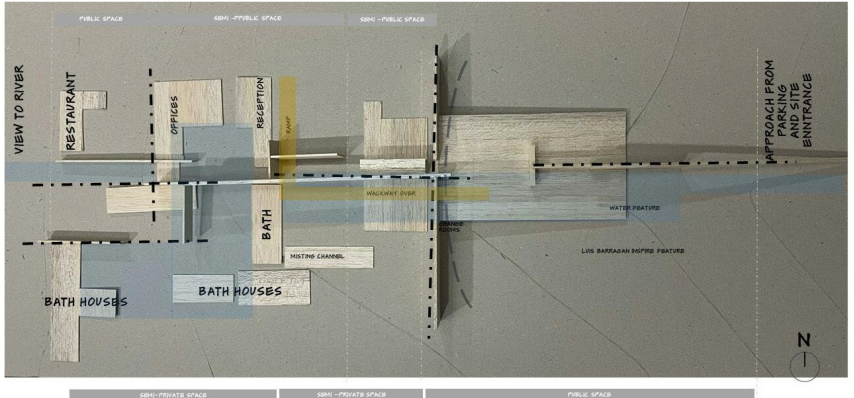 PUBLIC SPACE
SEMI -PPUBLIC SPACE
SEMI -PUBLIC SPACE
VIEW TO RIVER
RESTAURANT
OFFICES
RECEPTION
RAMP
APPROACH FROM
PARKING
AND SITE
ENNTRANCE
WALKWAY OVER
BATH
WATER FEATURE
CHANGE
ROOMS
MISTING CHANNEL
LUIS BARRAGAN INSPIRE FEATURE
BATH HOUSES
BATH HOUSES
N
SEMI-PRIVATE SPACE
SEMI -PRIVATE SPACE
PUBLIC SPACE